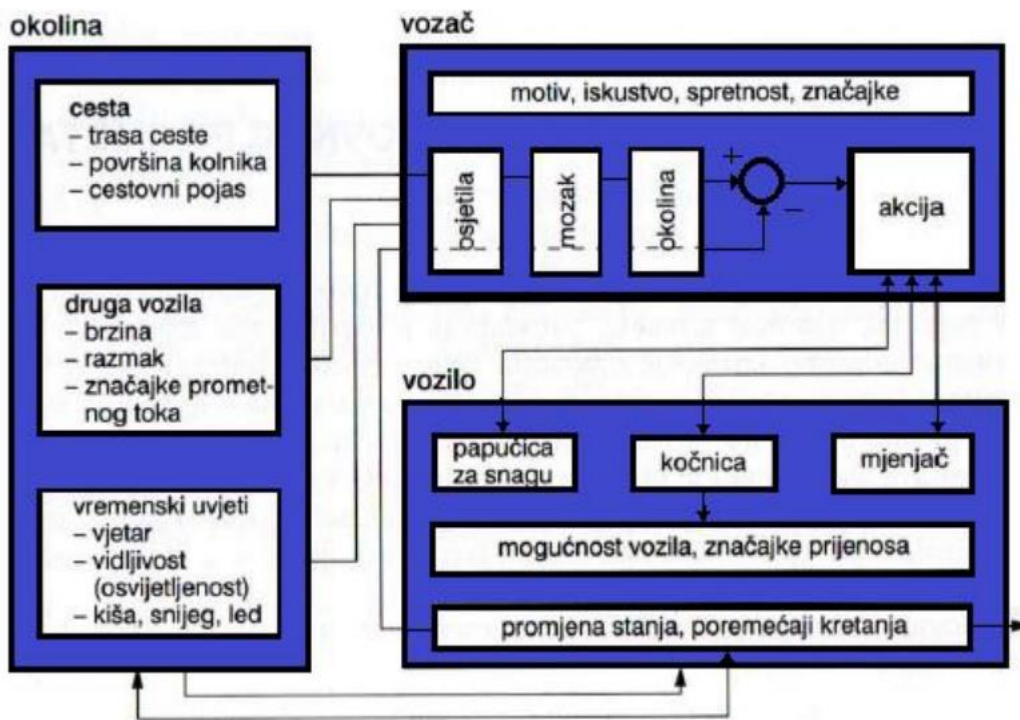 okolina
cesta
– trasa ceste
– površina kolnika
– cestovni pojas
druga vozila
– brzina
– razmak
– značajke promet-
nog toka
vremenski uvjeti
– vjetar
– vidljivost
(osvijetljenost)
– kiša, snijeg, led
vozač
motiv, iskustvo, spretnost, značajke
osjetila
mozak
okolina
+
–
akcija
vozilo
papučica
za snagu
kočnica
mjenjač
mogućnost vozila, značajke prijenosa
promjena stanja, poremećaji kretanja